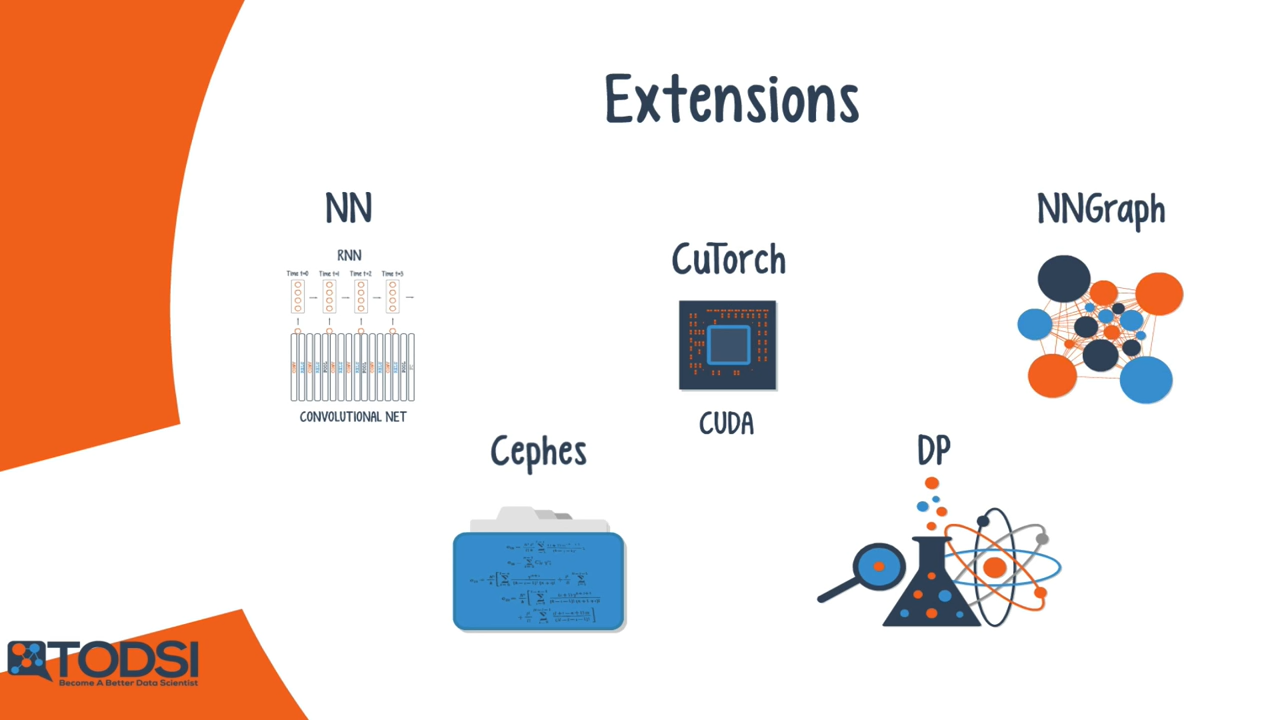 Extensions
NN
RNN
Time t=0 Time t=1 Time t=2 Time t=3
CONVOLUTIONAL NET
CuTorch
CUDA
NNGraph
Cephes
DP
TODSI
Become A Better Data Scientist